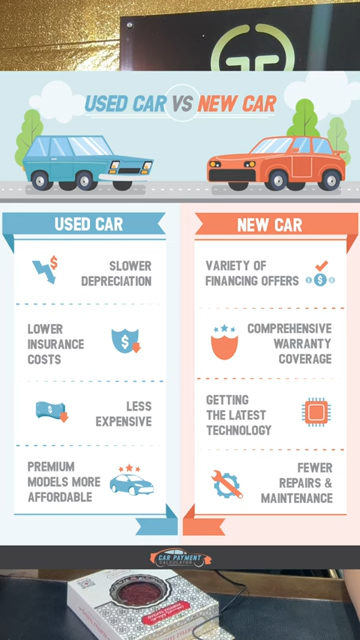 USED CAR VS NEW CAR
USED CAR
SLOWER
DEPRECIATION
LOWER
INSURANCE
COSTS
LESS
EXPENSIVE
PREMIUM
MODELS MORE
AFFORDABLE
NEW CAR
VARIETY OF
FINANCING OFFERS
COMPREHENSIVE
WARRANTY
COVERAGE
GETTING
THE LATEST
TECHNOLOGY
FEWER
REPAIRS &
MAINTENANCE
CAR PAYMENT
CALCULATOR